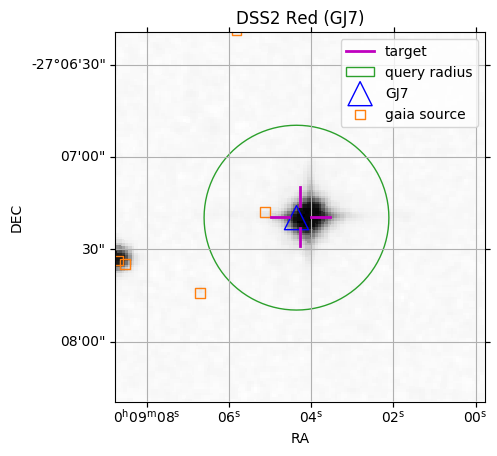 DSS2 Red (GJ7)
target
query radius
GJ7
gaia source
-27°06'30"
07'00"
30"
08'00"
DEC
0ʰ09ᵐ08ˢ 06ˢ 04ˢ 02ˢ 00ˢ
RA